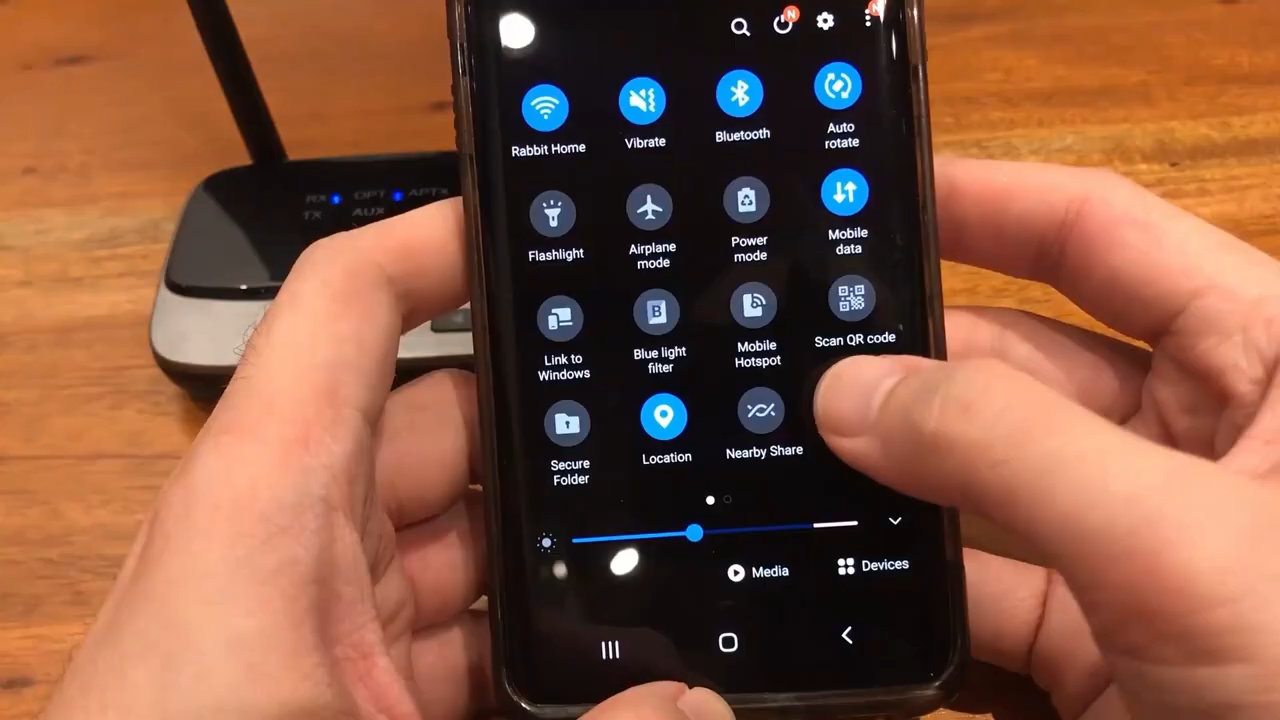 N
N
Rabbit Home
Vibrate
Bluetooth
Auto
rotate
RX OPT APTX
TX AUX
Flashlight
Airplane
mode
Power
mode
Mobile
data
Link to
Windows
Blue light
filter
Mobile
Hotspot
Scan QR code
Secure
Folder
Location
Nearby Share
Media
Devices